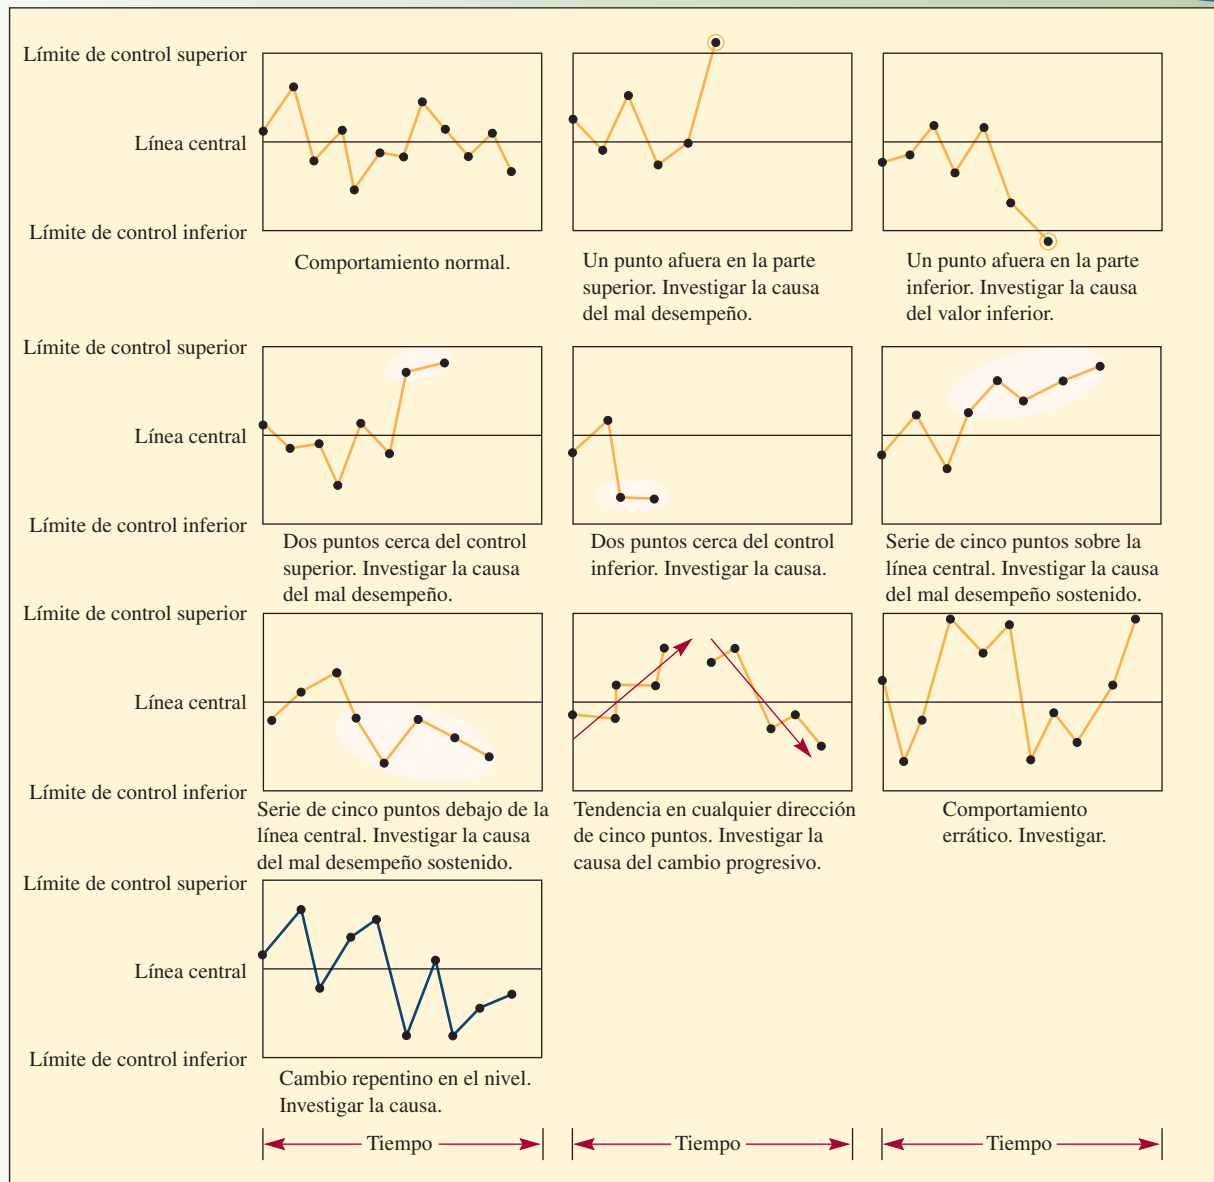 Límite de control superior
Línea central
Límite de control inferior
Comportamiento normal.
Un punto afuera en la parte
superior. Investigar la causa
del mal desempeño.
Un punto afuera en la parte
inferior. Investigar la causa
del valor inferior.
Límite de control superior
Línea central
Límite de control inferior
Dos puntos cerca del control
superior. Investigar la causa
del mal desempeño.
Dos puntos cerca del control
inferior. Investigar la causa.
Serie de cinco puntos sobre la
línea central. Investigar la causa
del mal desempeño sostenido.
Límite de control superior
Línea central
Límite de control inferior
Serie de cinco puntos debajo de la
línea central. Investigar la causa
del mal desempeño sostenido.
Tendencia en cualquier dirección
de cinco puntos. Investigar la
causa del cambio progresivo.
Comportamiento
errático. Investigar.
Límite de control superior
Línea central
Límite de control inferior
Cambio repentino en el nivel.
Investigar la causa.
Tiempo
Tiempo
Tiempo